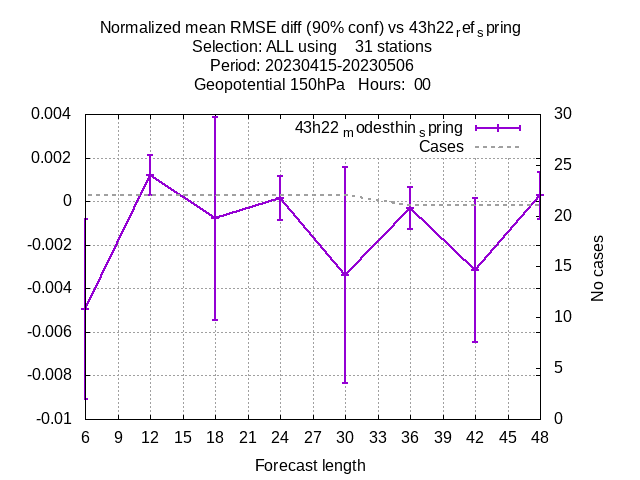 Normalized mean RMSE diff (90% conf) vs 43h22refspring
Selection: ALL using 31 stations
Period: 20230415-20230506
Geopotential 150hPa Hours: 00
43h22modesthinspring
Cases
0.004
0.002
0
-0.002
-0.004
-0.006
-0.008
-0.01
30
25
20
15
10
5
0
No cases
6 9 12 15 18 21 24 27 30 33 36 39 42 45 48
Forecast length